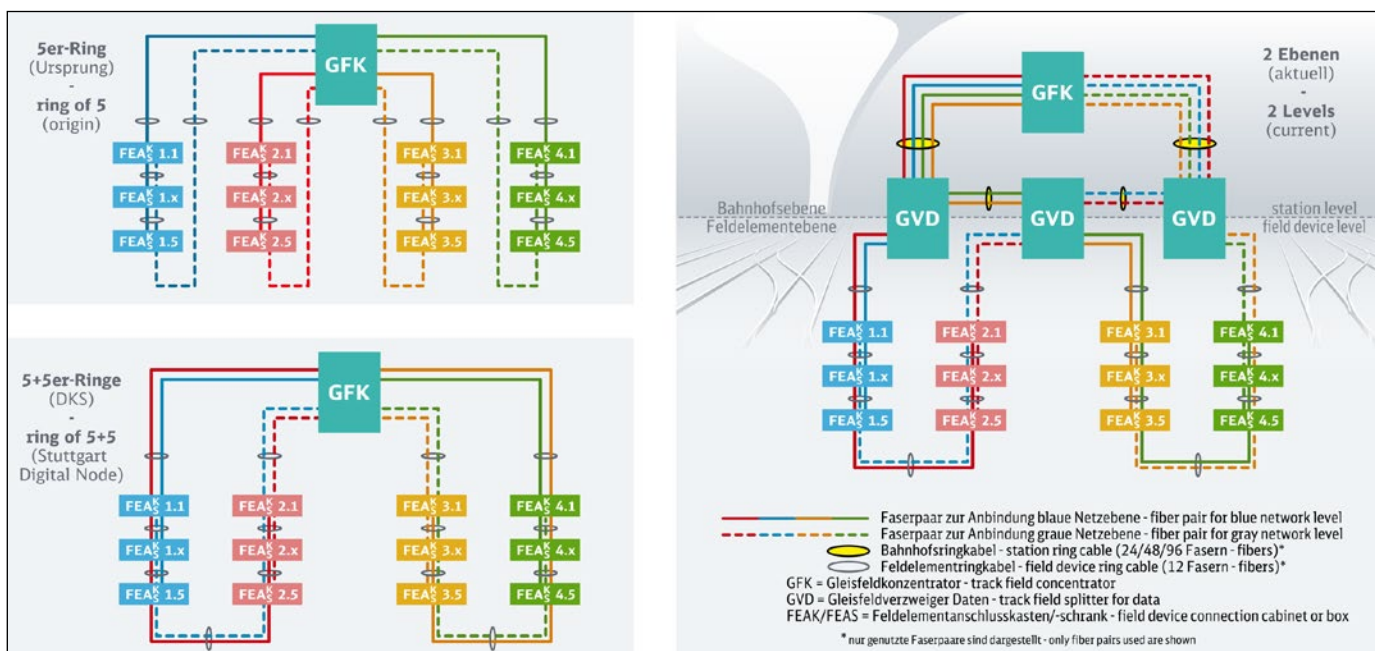 5er-Ring
(Ursprung)
-
ring of 5
(origin)
GFK
FEAK/S 1.1
FEAK/S 2.1
FEAK/S 3.1
FEAK/S 4.1
FEAK/S 1.x
FEAK/S 2.x
FEAK/S 3.x
FEAK/S 4.x
FEAK/S 1.5
FEAK/S 2.5
FEAK/S 3.5
FEAK/S 4.5
5+5er-Ringe
(DKS)
-
ring of 5+5
(Stuttgart
Digital Node)
GFK
FEAK/S 1.1
FEAK/S 2.1
FEAK/S 3.1
FEAK/S 4.1
FEAK/S 1.x
FEAK/S 2.x
FEAK/S 3.x
FEAK/S 4.x
FEAK/S 1.5
FEAK/S 2.5
FEAK/S 3.5
FEAK/S 4.5
2 Ebenen
(aktuell)
-
2 Levels
(current)
GFK
Bahnhofsebene
Feldelementebene
GVD
GVD
GVD
station level
field device level
FEAK/S 1.1
FEAK/S 2.1
FEAK/S 3.1
FEAK/S 4.1
FEAK/S 1.x
FEAK/S 2.x
FEAK/S 3.x
FEAK/S 4.x
FEAK/S 1.5
FEAK/S 2.5
FEAK/S 3.5
FEAK/S 4.5
Faserpaar zur Anbindung blaue Netzebene - fiber pair for blue network level
Faserpaar zur Anbindung graue Netzebene - fiber pair for gray network level
Bahnhofsringkabel - station ring cable (24/48/96 Fasern - fibers)*
Feldelementringkabel - field device ring cable (12 Fasern - fibers)*
GFK = Gleisfeldkonzentrator - track field concentrator
GVD = Gleisfeldverzweiger Daten - track field splitter for data
FEAK/FEAS = Feldelementanschlusskasten/-schrank - field device connection cabinet or box
* nur genutzte Faserpaare sind dargestellt - only fiber pairs used are shown